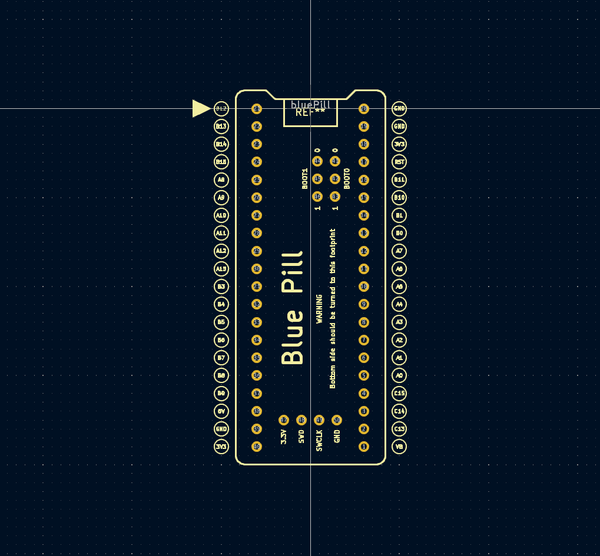 bluePill
REF**
B12 GND
B13 GND
B14 3V3
B15 RST
A8 B11
A9 B10
A10 B1
A11 B0
A12 A7
A15 A6
B3 A5
B4 A4
B5 A3
B6 A2
B7 A1
B8 A0
B9 C15
5V C14
GND C13
3V3 VB
0 0
BOOT1
BOOT0
1 1
Blue Pill
WARNING
Bottom side should be turned to this footprint
3.3V
SWD
SWCLK
GND